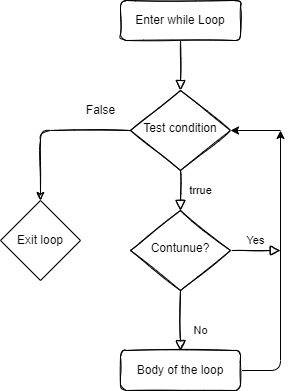 Enter while Loop
False
Test condition
trrue
Exit loop
Contunue?
Yes
No
Body of the loop